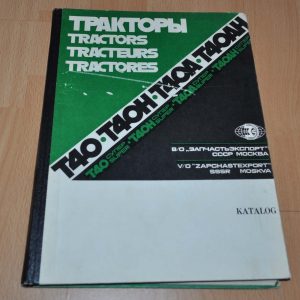 ТРАКТОРЫ
TRACTORS
TRACTEURS
TRACTORES
Т40·Т40Н·Т40А·Т40АН
В/О „ЗАПЧАСТЬЭКСПОРТ"
СССР МОСКВА
V/O "ZAPCHASTEXPORT"
SSSR MOSKVA
KATALOG